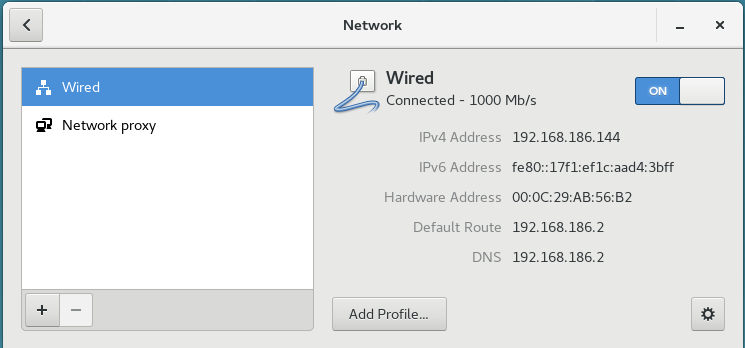 Network
Wired
Network proxy
Wired
Connected - 1000 Mb/s
ON
IPv4 Address 192.168.186.144
IPv6 Address fe80::17f1:ef1c:aad4:3bff
Hardware Address 00:0C:29:AB:56:B2
Default Route 192.168.186.2
DNS 192.168.186.2
Add Profile...